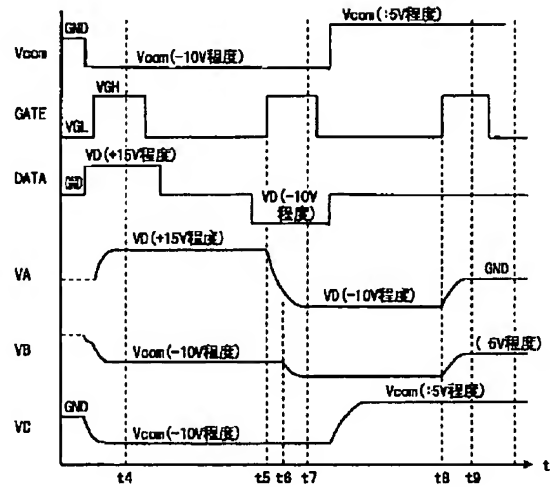 Vcom(:5V程度)
GND
Vcom
Vcom(-10V程度)
VGH
GATE
VGL
VD(+15V程度)
DATA
GND
VD(-10V
程度)
VD(+15V程度)
VA
GND
VD(-10V程度)
VB
Vcom(-10V程度)
(-5V程度)
Vcom(:5V程度)
GND
VC
Vcom(-10V程度)
t
t4
t5
t6
t7
t8
t9